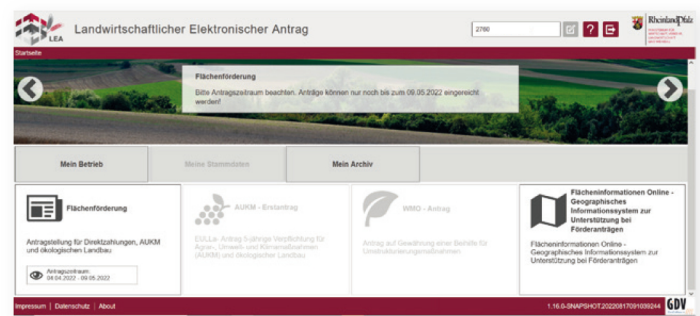 LEA
Landwirtschaftlicher Elektronischer Antrag
2760
?
RheinlandPfalz
Startseite
Flächenförderung
Bitte Antragszeitraum beachten. Anträge können nur noch bis zum 09.05.2022 eingereicht
werden!
Mein Betrieb
Meine Stammdaten
Mein Archiv
Flächenförderung
Antragstellung für Direktzahlungen, AUKM
und ökologischen Landbau
Antragszeitraum:
04.04.2022 - 09.05.2022
AUKM - Erstantrag
EULLa -Antrag 5-jährige Verpflichtung für
Agrar-, Umwelt- und Klimamaßnahmen
(AUKM) und ökologischer Landbau
WMO - Antrag
Antrag auf Gewährung einer Beihilfe für
Umstrukturierungsmaßnahmen
Flächeninformationen Online -
Geographisches
Informationssystem zur
Unterstützung bei
Förderanträgen
Flächeninformationen Online -
Geographisches Informationssystem zur
Unterstützung bei Förderanträgen
Impressum | Datenschutz | About
1.16.0-SNAPSHOT.20220817091039244
GDV